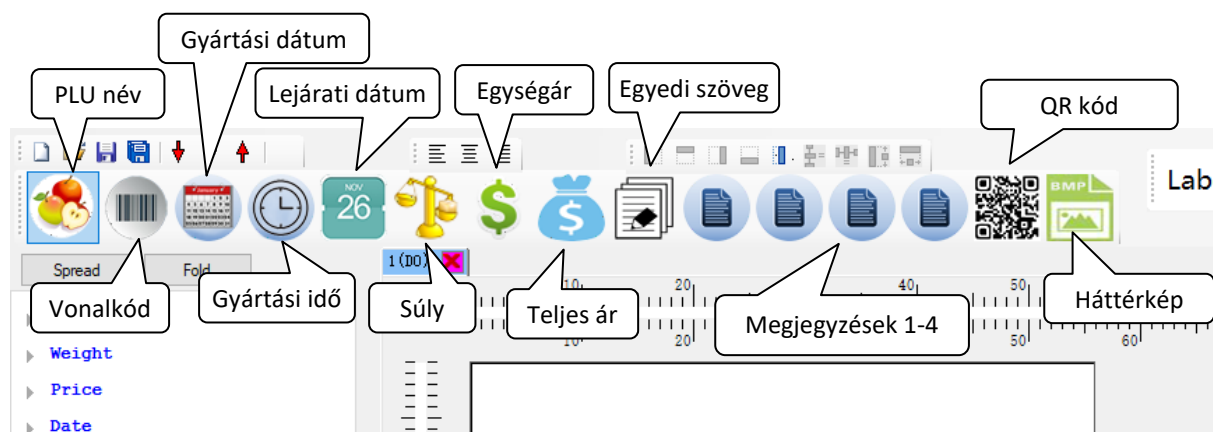 Gyártási dátum
PLU név
Lejárati dátum
Egységár
Egyedi szöveg
QR kód
January
NOV
26
BMP
Lab
Spread
Fold
1(DO)
Vonalkód
Gyártási idő
Súly
Teljes ár
Megjegyzések 1-4
Háttérkép
10 20 40 50
10 20 50 60
Weight
Price
Date